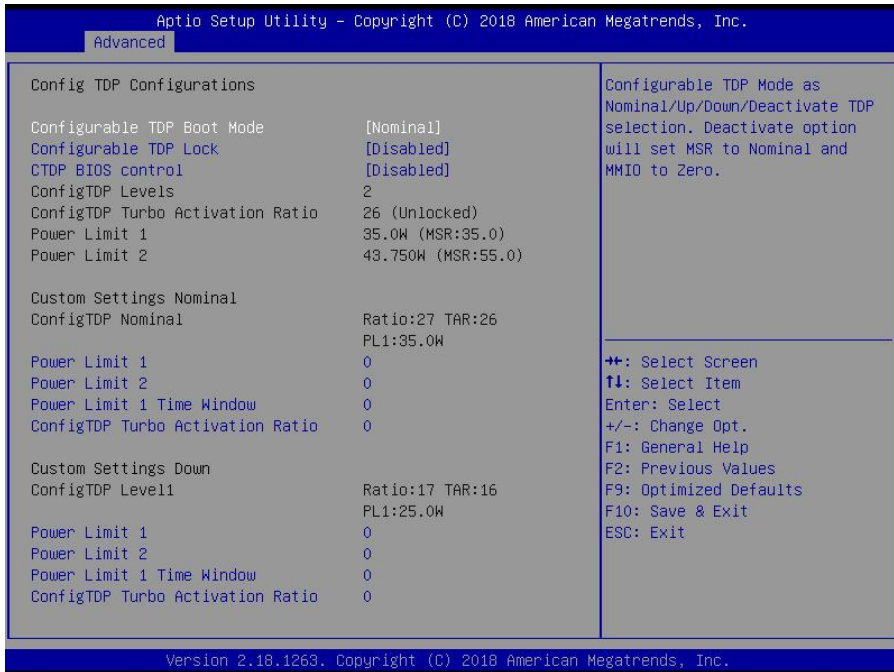 Aptio Setup Utility – Copyright (C) 2018 American Megatrends, Inc.
Advanced
Config TDP Configurations
Configurable TDP Boot Mode [Nominal]
Configurable TDP Lock [Disabled]
CTDP BIOS control [Disabled]
ConfigTDP Levels 2
ConfigTDP Turbo Activation Ratio 26 (Unlocked)
Power Limit 1 35.0W (MSR:35.0)
Power Limit 2 43.750W (MSR:55.0)
Custom Settings Nominal
ConfigTDP Nominal Ratio:27 TAR:26
PL1:35.0W
Power Limit 1 0
Power Limit 2 0
Power Limit 1 Time Window 0
ConfigTDP Turbo Activation Ratio 0
Custom Settings Down
ConfigTDP Level1 Ratio:17 TAR:16
PL1:25.0W
Power Limit 1 0
Power Limit 2 0
Power Limit 1 Time Window 0
ConfigTDP Turbo Activation Ratio 0
Configurable TDP Mode as
Nominal/Up/Down/Deactivate TDP
selection. Deactivate option
will set MSR to Nominal and
MMIO to Zero.
→←: Select Screen
↑↓: Select Item
Enter: Select
+/-: Change Opt.
F1: General Help
F2: Previous Values
F9: Optimized Defaults
F10: Save & Exit
ESC: Exit
Version 2.18.1263. Copyright (C) 2018 American Megatrends, Inc.